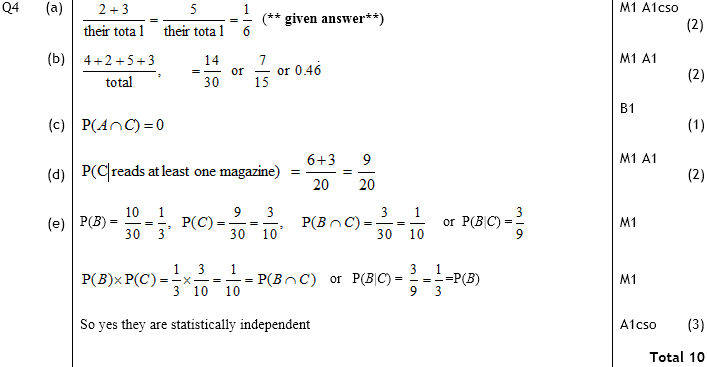 Q4 (a) (2 + 3)/(their tota l) = 5/(their tota l) = 1/6 (** given answer**) M1 A1cso
(2)
(b) (4+2+5+3)/total, = 14/30 or 7/15 or 0.46̇ M1 A1
(2)
B1
(c) P(A∩C) = 0 (1)
M1 A1
(d) P(C|reads at least one magazine) = (6+3)/20 = 9/20 (2)
(e) P(B) = 10/30 = 1/3, P(C) = 9/30 = 3/10, P(B∩C) = 3/30 = 1/10 or P(B|C) = 3/9 M1
P(B)×P(C) = 1/3 × 3/10 = 1/10 = P(B∩C) or P(B|C) = 3/9 = 1/3 =P(B) M1
So yes they are statistically independent A1cso (3)
Total 10